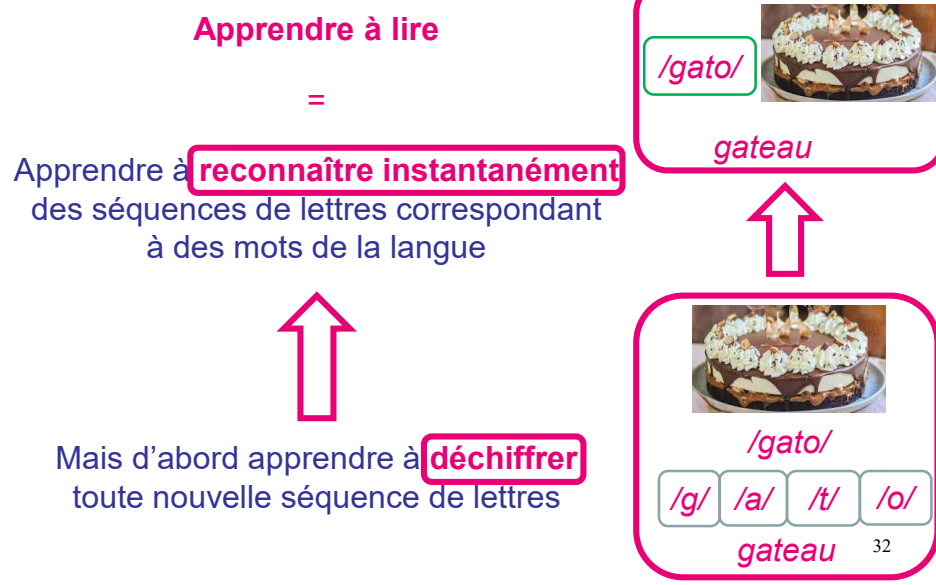 Apprendre à lire
=
Apprendre à reconnaître instantanément
des séquences de lettres correspondant
à des mots de la langue
Mais d’abord apprendre à déchiffrer
toute nouvelle séquence de lettres
/gato/
gateau
/gato/
/g/ /a/ /t/ /o/
gateau
32